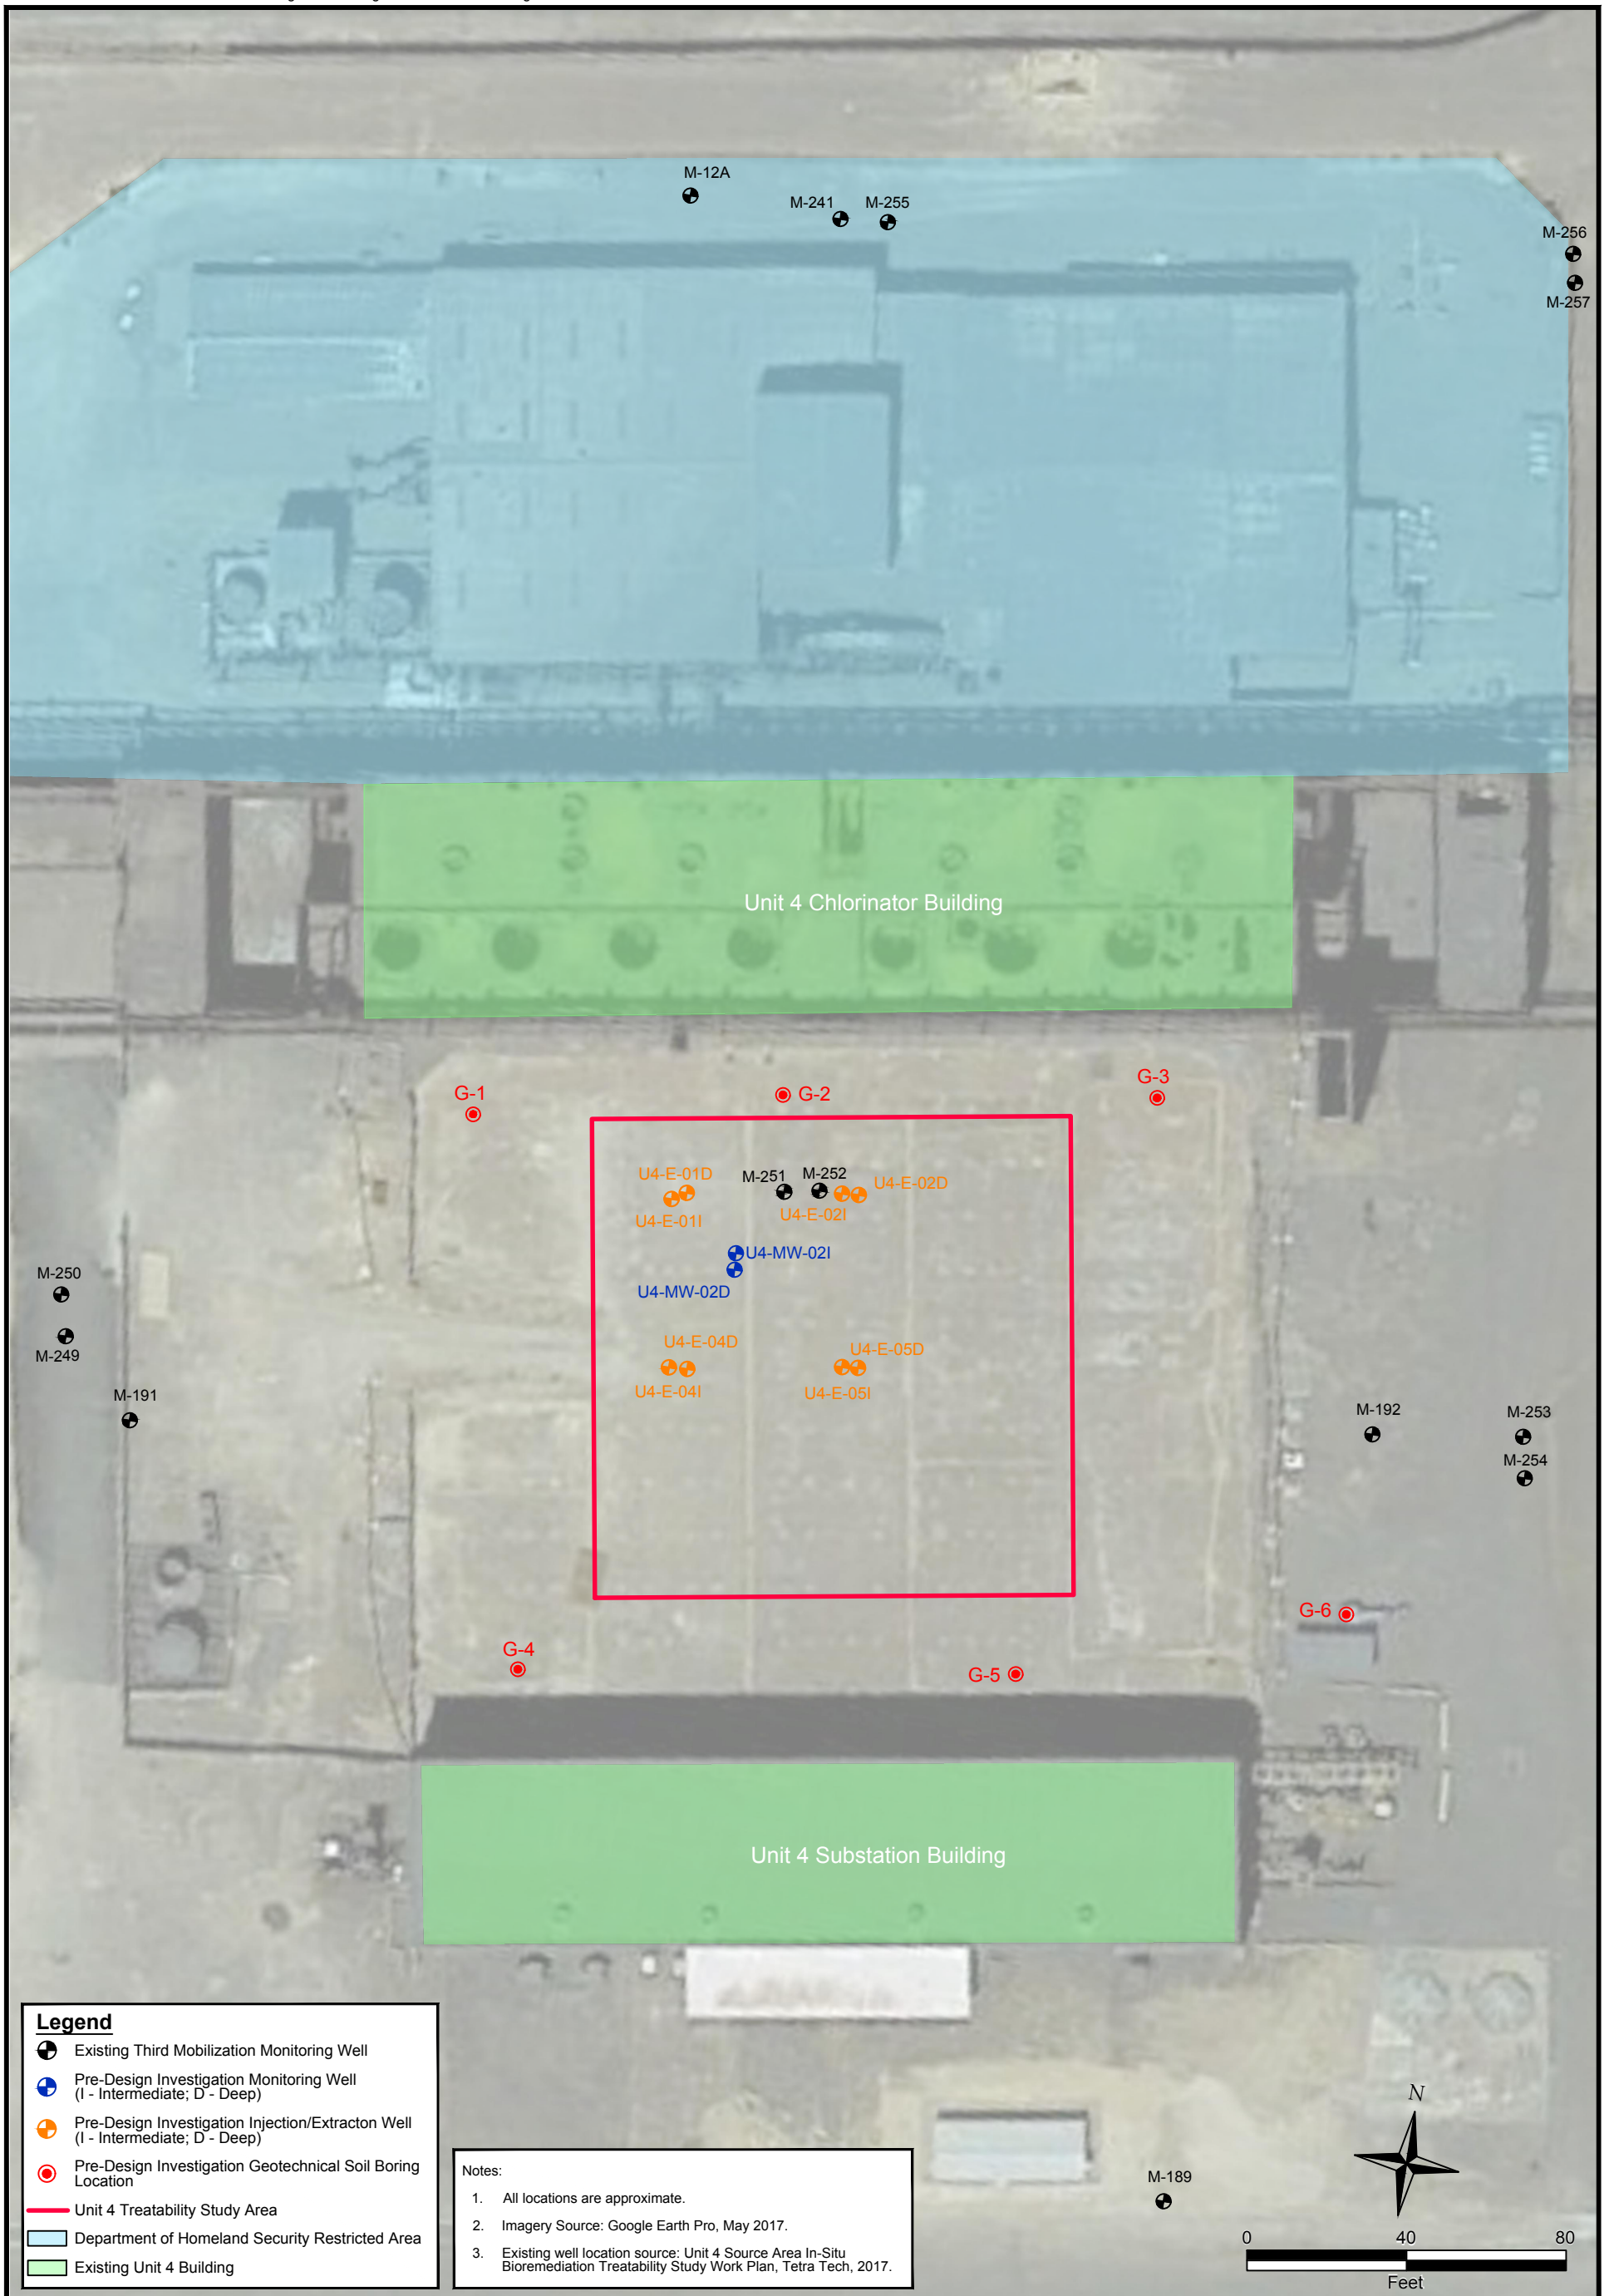 M-12A
M-241
M-255
M-256
M-257
Unit 4 Chlorinator Building
G-1
G-2
G-3
U4-E-01D
M-251
M-252
U4-E-02D
U4-E-01I
U4-E-02I
U4-MW-02I
M-250
U4-MW-02D
U4-E-04D
U4-E-05D
M-249
U4-E-04I
U4-E-05I
M-191
M-192
M-253
M-254
G-6
G-4
G-5
Unit 4 Substation Building
Legend
Existing Third Mobilization Monitoring Well
Pre-Design Investigation Monitoring Well
(I - Intermediate; D - Deep)
Pre-Design Investigation Injection/Extracton Well
(I - Intermediate; D - Deep)
Pre-Design Investigation Geotechnical Soil Boring
Location
Unit 4 Treatability Study Area
Department of Homeland Security Restricted Area
Existing Unit 4 Building
Notes:
1. All locations are approximate.
2. Imagery Source: Google Earth Pro, May 2017.
3. Existing well location source: Unit 4 Source Area In-Situ
Bioremediation Treatability Study Work Plan, Tetra Tech, 2017.
M-189
N
0 40 80
Feet